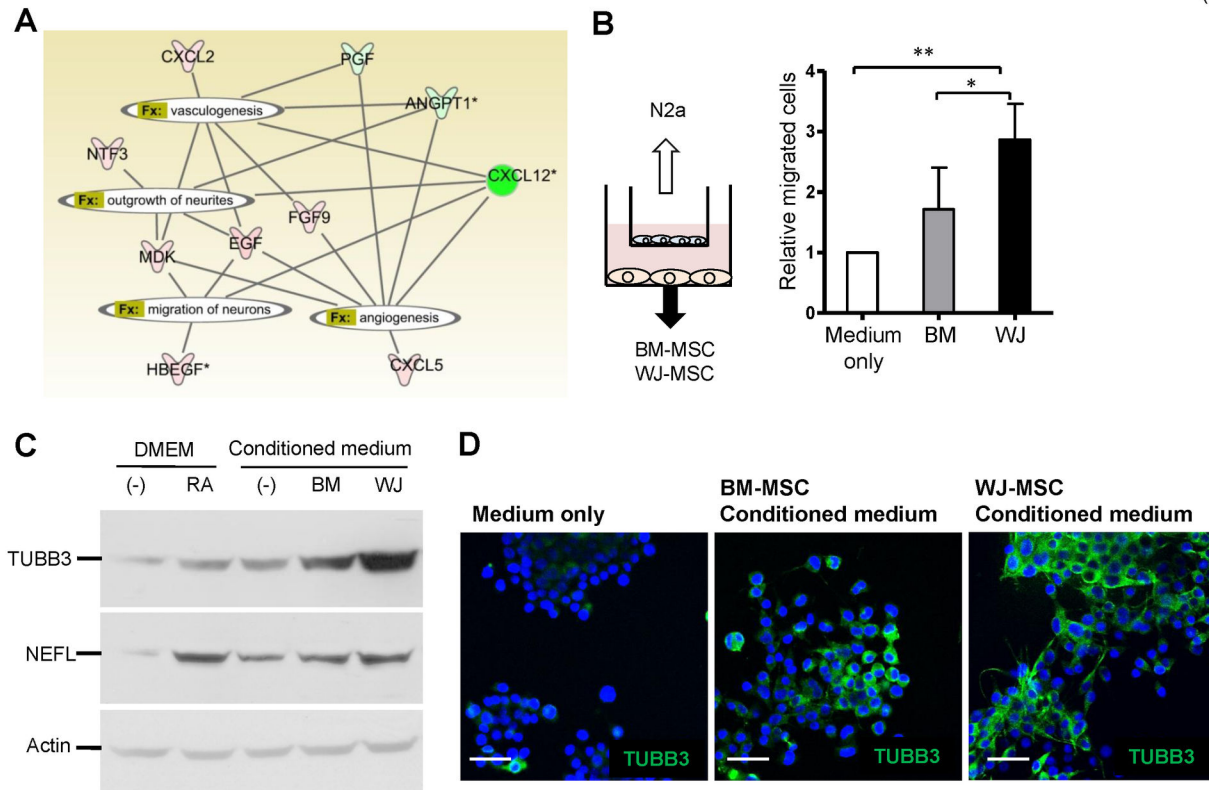 A
CXCL2
PGF
Fx: vasculogenesis
ANGPT1*
NTF3
CXCL12*
Fx: outgrowth of neurites
FGF9
MDK
EGF
Fx: migration of neurons
Fx: angiogenesis
HBEGF*
CXCL5
B
N2a
BM-MSC
WJ-MSC
**
*
Relative migrated cells
4
3
2
1
0
Medium only
BM
WJ
C
DMEM
Conditioned medium
(-)
RA
(-)
BM
WJ
TUBB3
NEFL
Actin
D
Medium only
BM-MSC
Conditioned medium
WJ-MSC
Conditioned medium
TUBB3
TUBB3
TUBB3